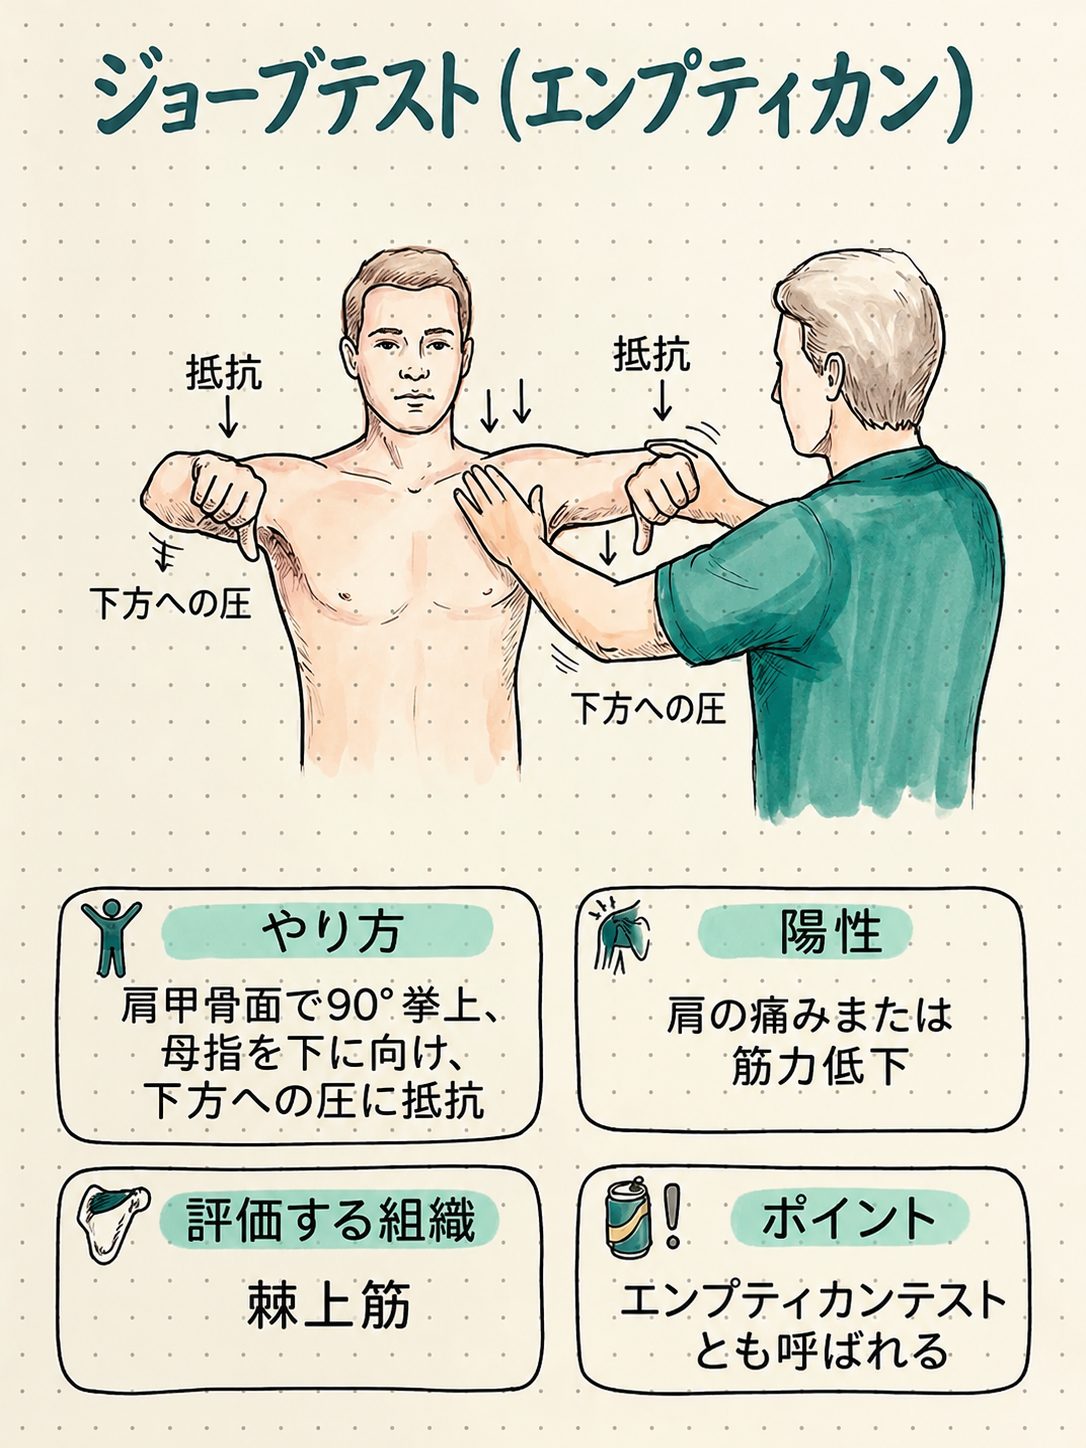 ジョーブテスト(エンプティカン)
抵抗
抵抗
下方への圧
下方への圧
やり方
肩甲骨面で90°挙上、
母指を下に向け、
下方への圧に抵抗
陽性
肩の痛みまたは
筋力低下
評価する組織
棘上筋
ポイント
エンプティカンテスト
とも呼ばれる